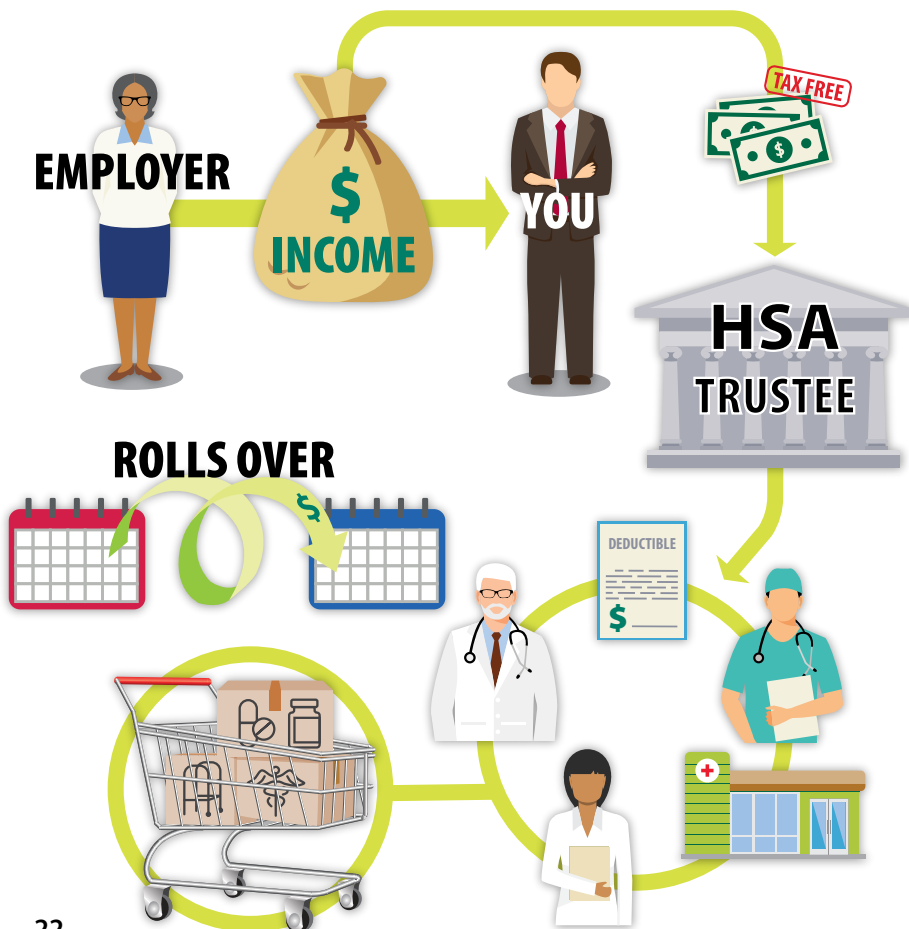 TAX FREE
EMPLOYER
$
INCOME
YOU
$
HSA
TRUSTEE
ROLLS OVER
$
DEDUCTIBLE
$